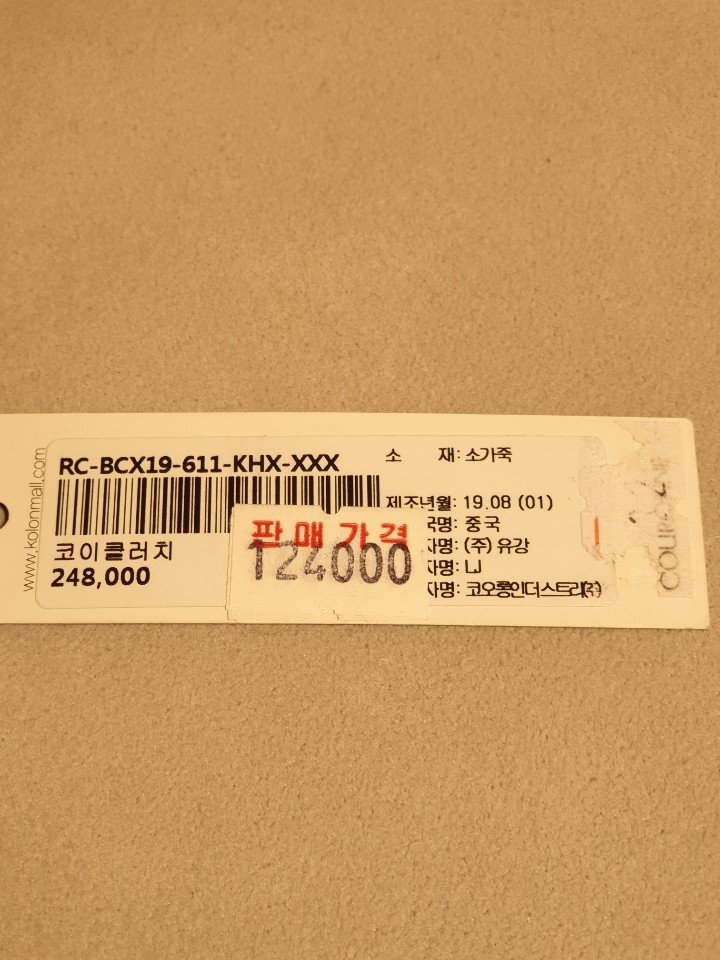 www.kolonmall.com
RC-BCX19-611-KHX-XXX
코이클러치
248,000
판매가격
124000
소 재: 소가죽
제조년월: 19.08 (01)
국명: 중국
자명: (주) 유강
자명: LJ
자명: 코오롱인더스트리(주)